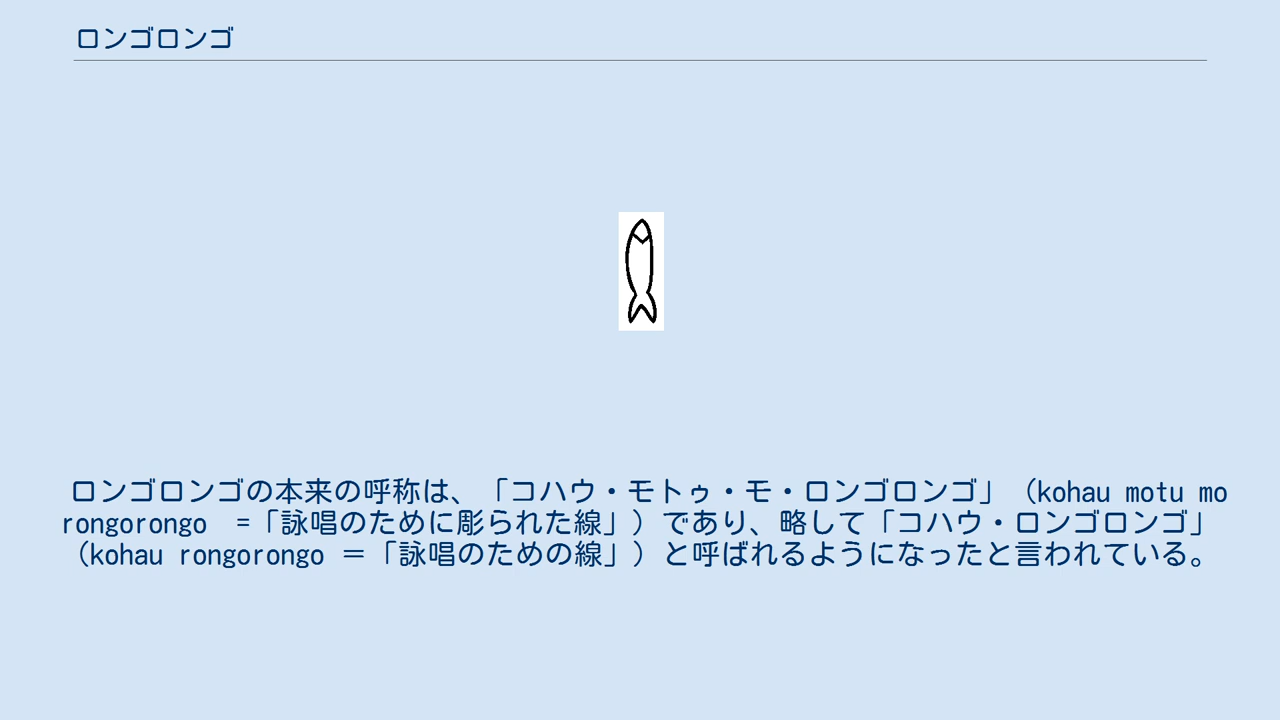 ロンゴロンゴ
ロンゴロンゴの本来の呼称は、「コハウ・モトゥ・モ・ロンゴロンゴ」（kohau motu mo
rongorongo　=「詠唱のために彫られた線」）であり、略して「コハウ・ロンゴロンゴ」
（kohau rongorongo ＝「詠唱のための線」）と呼ばれるようになったと言われている。